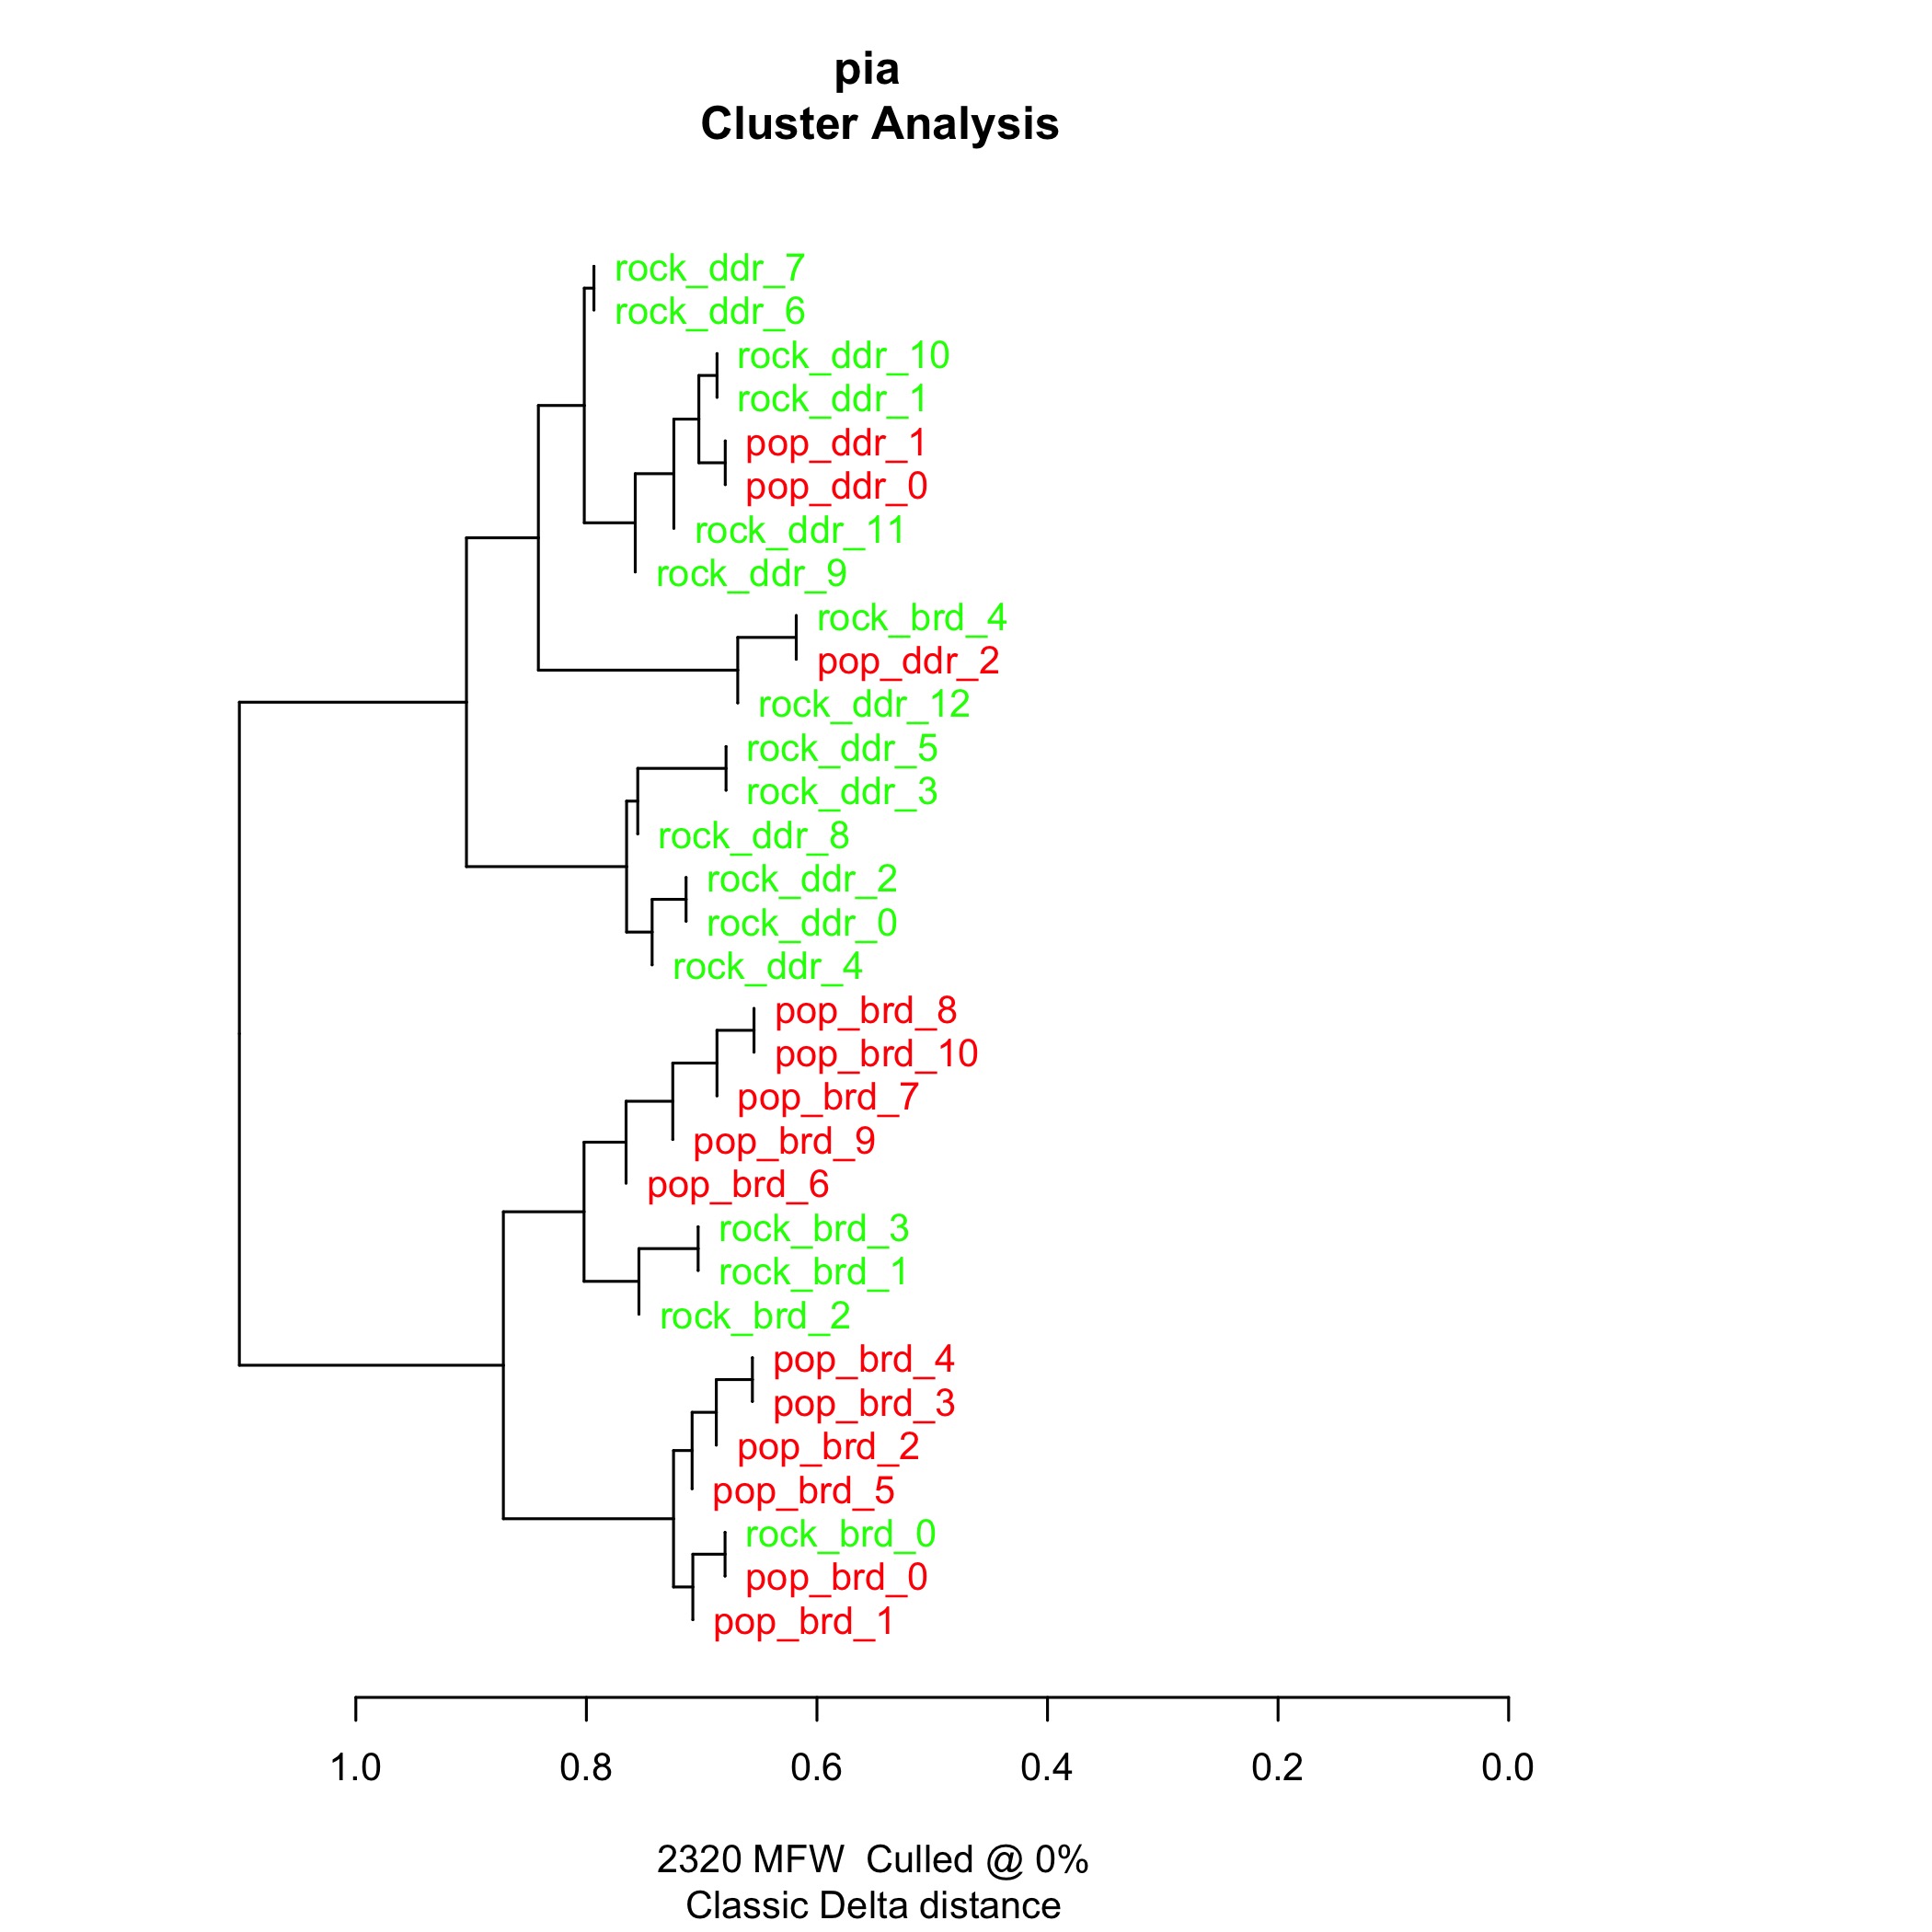 pia
Cluster Analysis
rock_ddr_7
rock_ddr_6
rock_ddr_10
rock_ddr_1
pop_ddr_1
pop_ddr_0
rock_ddr_11
rock_ddr_9
rock_brd_4
pop_ddr_2
rock_ddr_12
rock_ddr_5
rock_ddr_3
rock_ddr_8
rock_ddr_2
rock_ddr_0
rock_ddr_4
pop_brd_8
pop_brd_10
pop_brd_7
pop_brd_9
pop_brd_6
rock_brd_3
rock_brd_1
rock_brd_2
pop_brd_4
pop_brd_3
pop_brd_2
pop_brd_5
rock_brd_0
pop_brd_0
pop_brd_1
1.0 0.8 0.6 0.4 0.2 0.0
2320 MFW  Culled @ 0%
Classic Delta distance